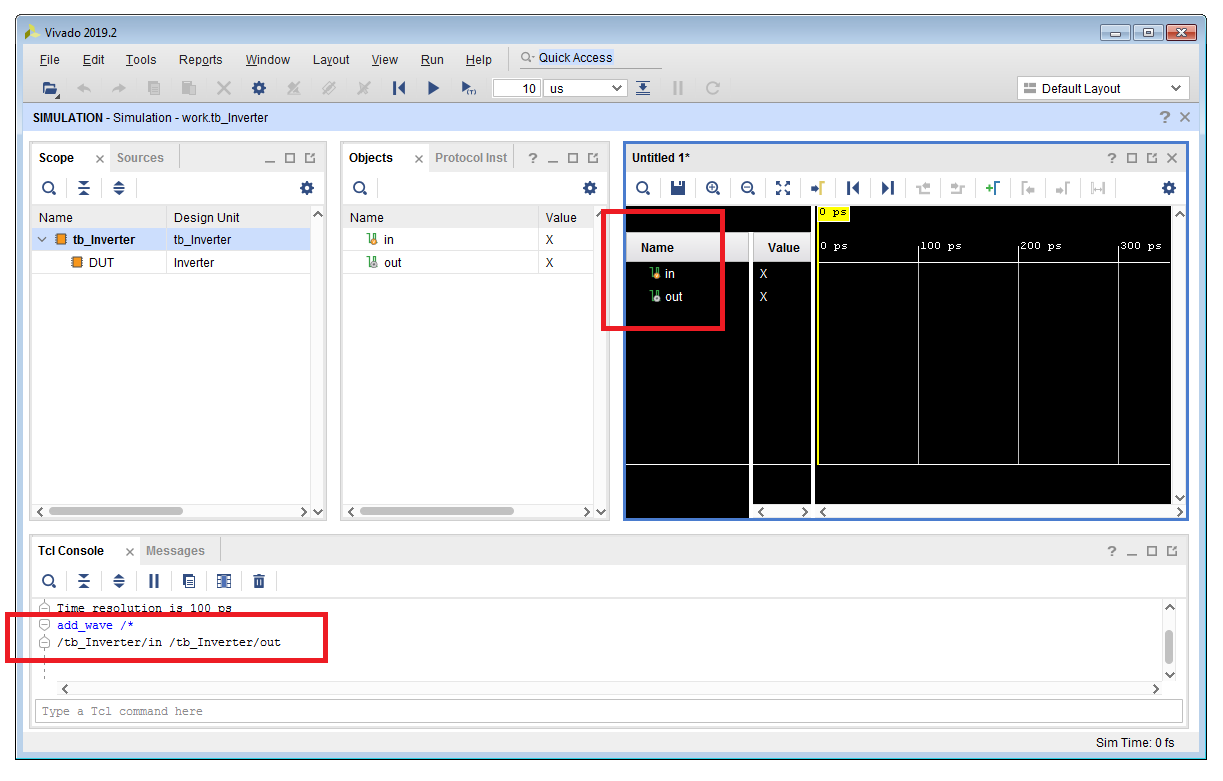 Vivado 2019.2
File Edit Tools Reports Window Layout View Run Help Quick Access
10 us Default Layout
SIMULATION - Simulation - work.tb_Inverter
Scope Sources
Name Design Unit
tb_Inverter tb_Inverter
DUT Inverter
Objects Protocol Inst
Name Value
in X
out X
Untitled 1*
0 ps
Name Value 0 ps 100 ps 200 ps 300 ps
in X
out X
Tcl Console Messages
Time resolution is 100 ps
add_wave /*
/tb_Inverter/in /tb_Inverter/out
Type a Tcl command here
Sim Time: 0 fs